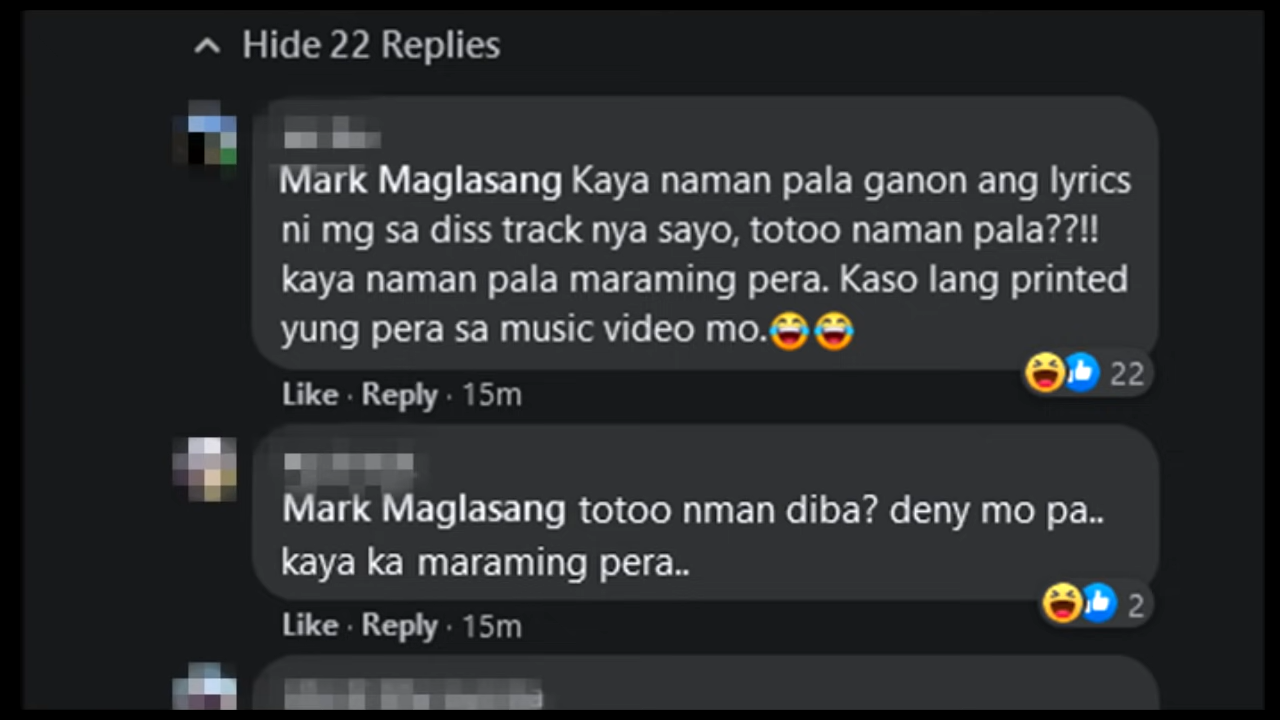 Hide 22 Replies
Mark Maglasang Kaya naman pala ganon ang lyrics
ni mg sa diss track nya sayo, totoo naman pala??!!
kaya naman pala maraming pera. Kaso lang printed
yung pera sa music video mo.😂😂
22
Like · Reply · 15m
Mark Maglasang totoo nman diba? deny mo pa..
kaya ka maraming pera..
2
Like · Reply · 15m